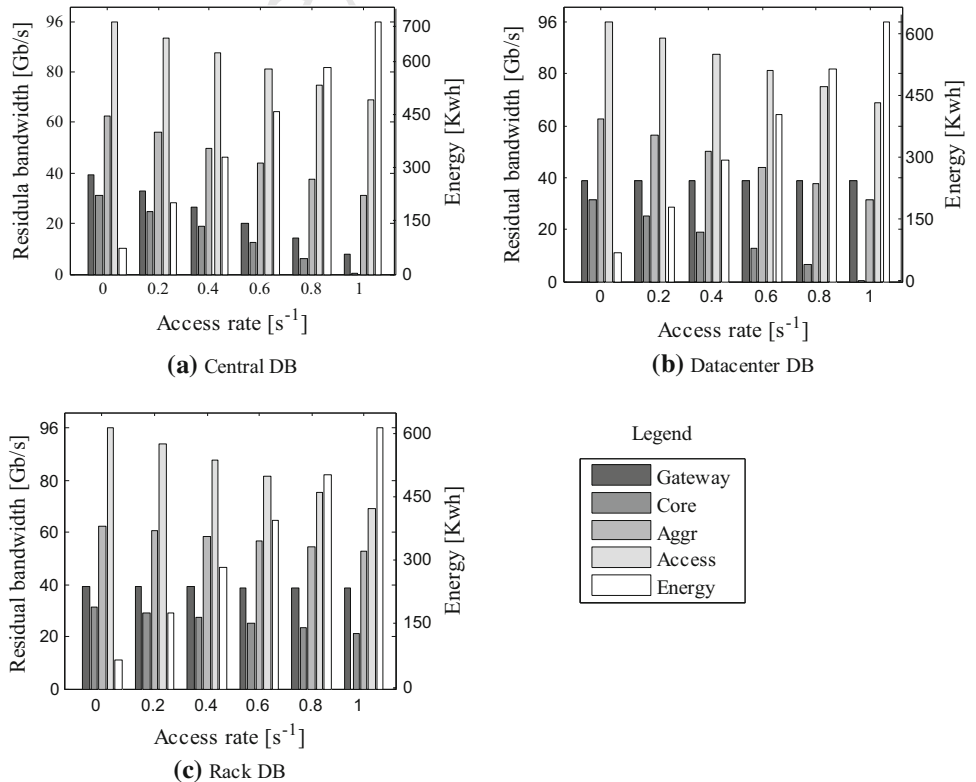 Residula bandwidth [Gb/s]
96
80
60
40
20
0
700
600
450
300
150
0
Energy [Kwh]
0 0.2 0.4 0.6 0.8 1
Access rate [s⁻¹]
(a) Central DB
Residual bandwidth [Gb/s]
96
80
60
40
20
0
600
450
300
150
0
Energy [Kwh]
0 0.2 0.4 0.6 0.8 1
Access rate [s⁻¹]
(b) Datacenter DB
Residual bandwidth [Gb/s]
96
80
60
40
20
0
600
450
300
150
0
Energy [Kwh]
0 0.2 0.4 0.6 0.8 1
Access rate [s⁻¹]
(c) Rack DB
Legend
Gateway
Core
Aggr
Access
Energy